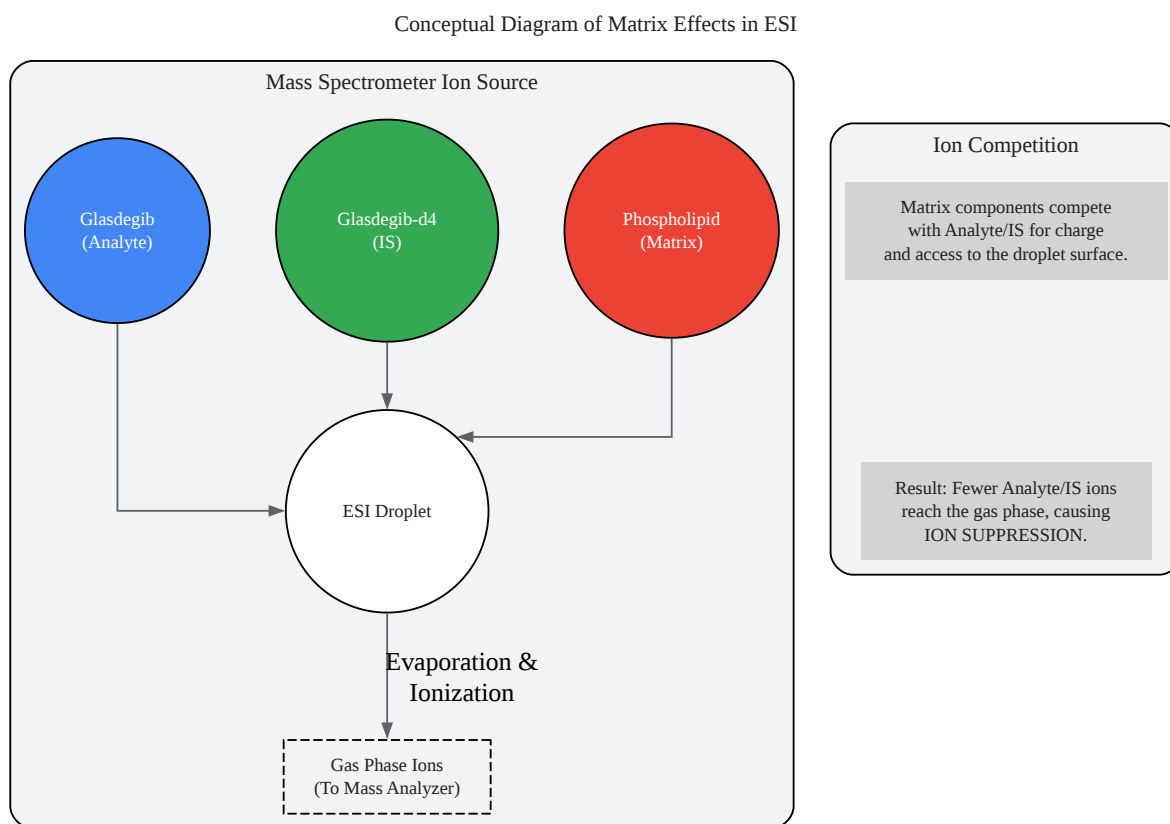 Conceptual Diagram of Matrix Effects in ESI
Mass Spectrometer Ion Source
Glasdegib
(Analyte)
Glasdegib-d4
(IS)
Phospholipid
(Matrix)
ESI Droplet
Evaporation &
Ionization
Gas Phase Ions
(To Mass Analyzer)
Ion Competition
Matrix components compete
with Analyte/IS for charge
and access to the droplet surface.
Result: Fewer Analyte/IS ions
reach the gas phase, causing
ION SUPPRESSION.